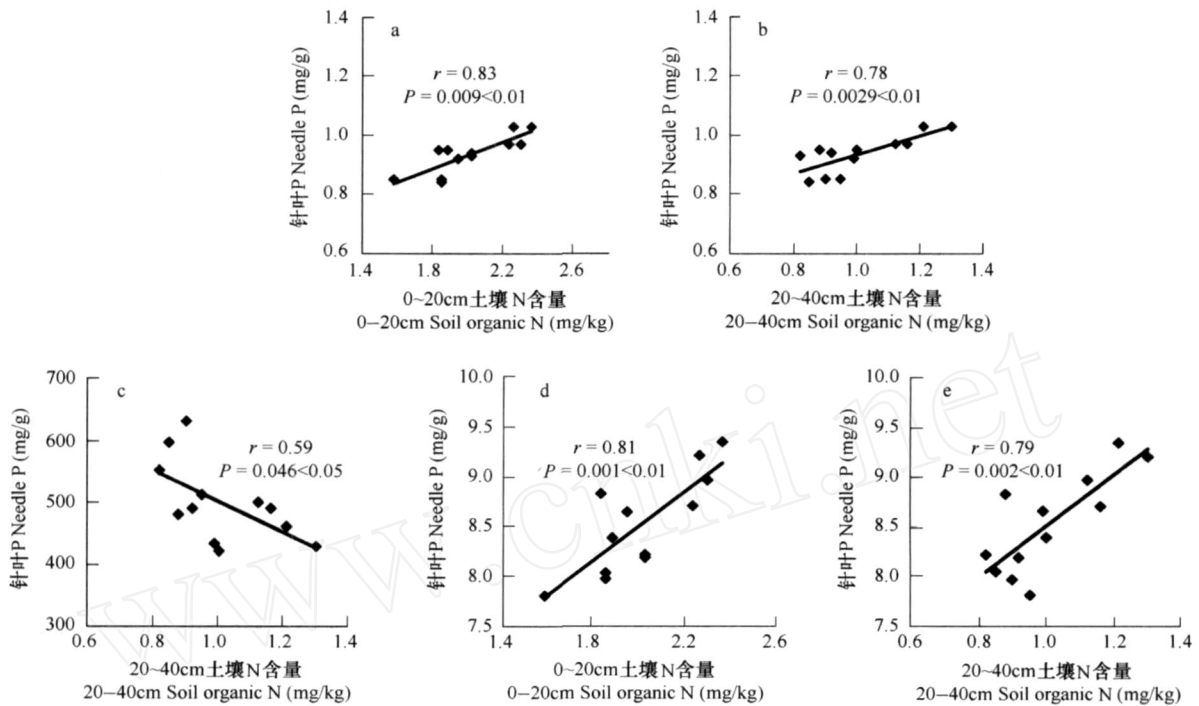 a
1.4
1.2
1.0
0.8
0.6
针叶P Needle P (mg/g)
r = 0.83
P = 0.009<0.01
1.4 1.8 2.2 2.6
0~20cm土壤N含量
0–20cm Soil organic N (mg/kg)
b
1.4
1.2
1.0
0.8
0.6
针叶P Needle P (mg/g)
r = 0.78
P = 0.0029<0.01
0.6 0.8 1.0 1.2 1.4
20~40cm土壤N含量
20–40cm Soil organic N (mg/kg)
c
700
600
500
400
300
针叶P Needle P (mg/g)
r = 0.59
P = 0.046<0.05
0.6 0.8 1.0 1.2 1.4
20~40cm土壤N含量
20–40cm Soil organic N (mg/kg)
d
10.0
9.5
9.0
8.5
8.0
7.5
针叶P Needle P (mg/g)
r = 0.81
P = 0.001<0.01
1.4 1.8 2.2 2.6
0~20cm土壤N含量
0–20cm Soil organic N (mg/kg)
e
10.0
9.5
9.0
8.5
8.0
7.5
针叶P Needle P (mg/g)
r = 0.79
P = 0.002<0.01
0.6 0.8 1.0 1.2 1.4
20~40cm土壤N含量
20–40cm Soil organic N (mg/kg)
www.cnki.net